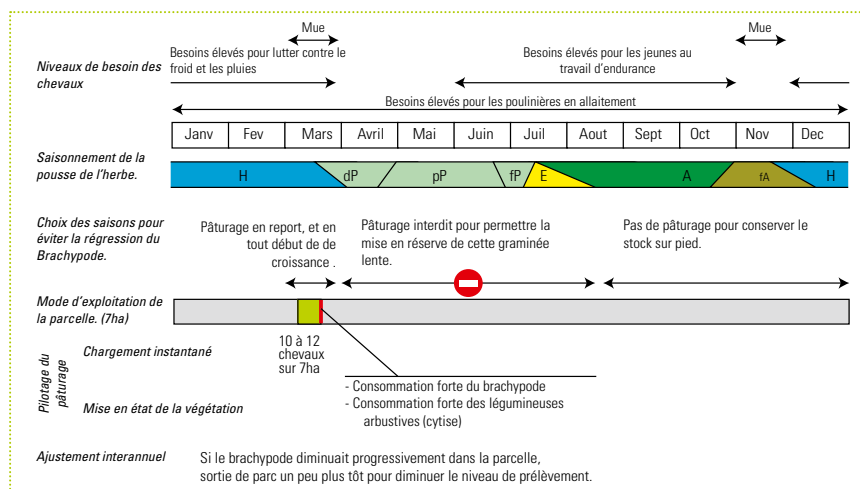 Mue
Mue
Besoins élevés pour lutter contre le
froid et les pluies
Besoins élevés pour les jeunes au
travail d'endurance
Niveaux de besoin des
chevaux
Besoins élevés pour les poulinières en allaitement
Janv Fev Mars Avril Mai Juin Juil Aout Sept Oct Nov Dec
Saisonnement de la
pousse de l'herbe.
H dP pP fP E A fA H
Choix des saisons pour
éviter la régression du
Brachypode.
Pâturage en report, et en
tout début de de
croissance .
Pâturage interdit pour permettre la
mise en réserve de cette graminée
lente.
Pas de pâturage pour conserver le
stock sur pied.
Mode d'exploitation de
la parcelle. (7ha)
Pilotage du
pâturage
Chargement instantané
10 à 12
chevaux
sur 7ha
Mise en état de la végétation
- Consommation forte du brachypode
- Consommation forte des légumineuses
arbustives (cytise)
Ajustement interannuel
Si le brachypode diminuait progressivement dans la parcelle,
sortie de parc un peu plus tôt pour diminuer le niveau de prélèvement.